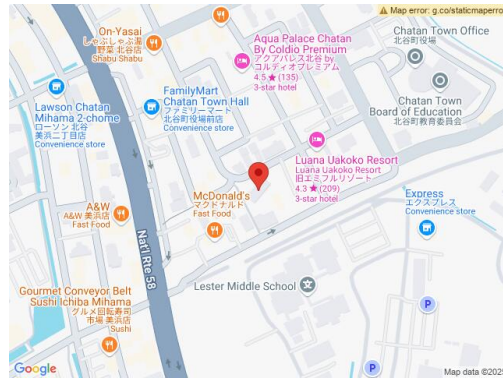 Map error: g.co/staticmaperro
On-Yasai
しゃぶしゃぶ温
野菜 北谷店
Shabu Shabu
Aqua Palace Chatan
By Coldio Premium
アクアパレス北谷 by
コルディオプレミアム
4.5 ★ (135)
3-star hotel
Chatan Town Office
北谷町役場
Chatan Town
Board of Education
北谷町教育委員会
FamilyMart
Chatan Town Hall
ファミリーマート
北谷町役場前店
Convenience store
Lawson Chatan
Mihama 2-chome
ローソン 北谷
美浜二丁目店
Convenience store
Luana Uakoko Resort
Luana Uakoko Resort
旧エミフルリゾート
4.3 ★ (209)
3-star hotel
McDonald's
マクドナルド
Fast Food
A&W
A&W 美浜店
Fast Food
Express
エクスプレス
Convenience store
Nat'l Rte 58
Gourmet Conveyor Belt
Sushi Ichiba Mihama
グルメ回転寿司
市場 美浜店
Sushi
Lester Middle School
P
P
Google
Map data ©202